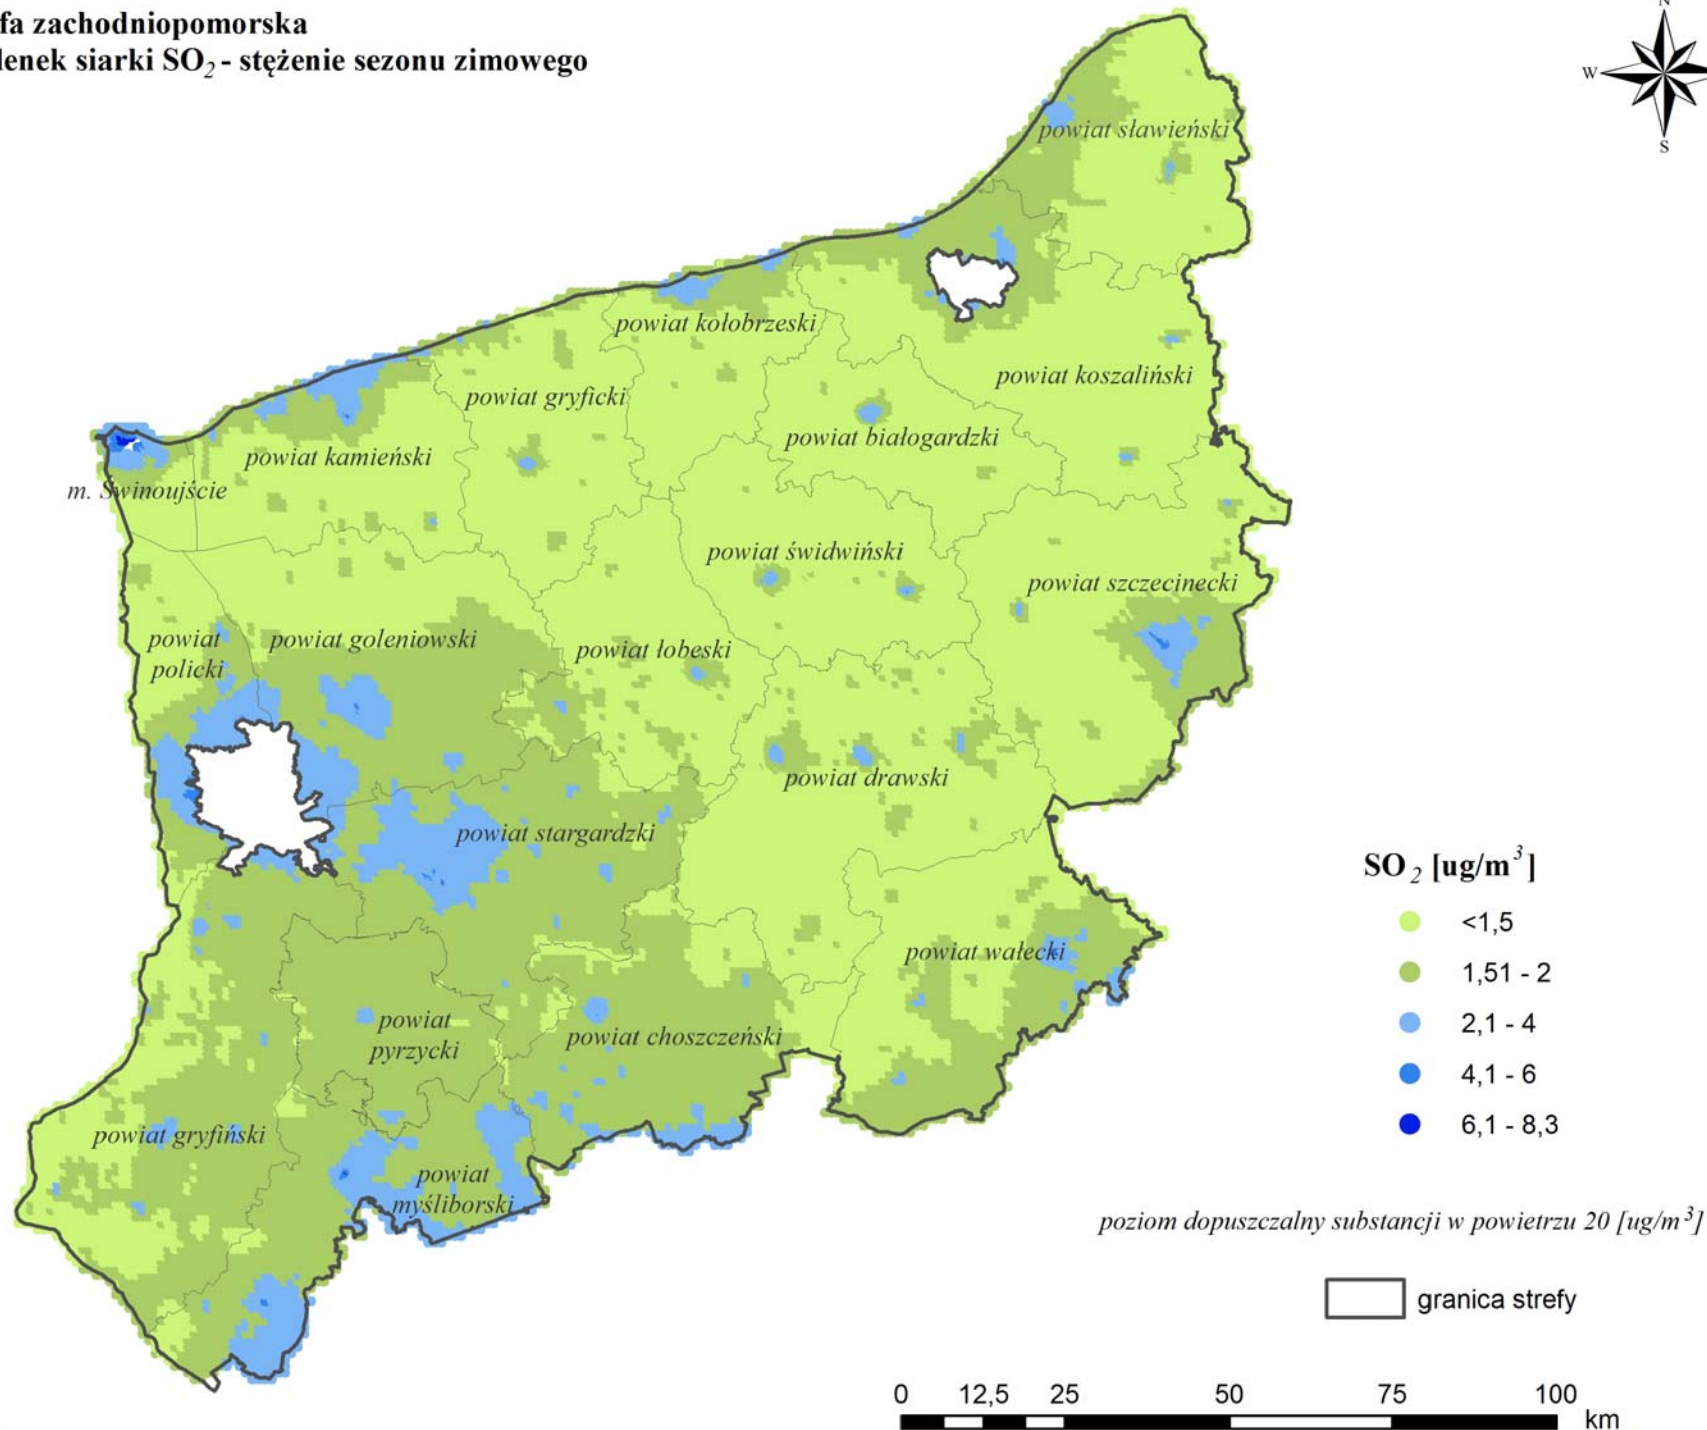 fa zachodniopomorska
lenek siarki SO2 - stężenie sezonu zimowego
N
W
S
powiat sławieński
powiat kołobrzeski
powiat koszaliński
powiat gryficki
powiat białogardzki
powiat kamieński
m. Świnoujście
powiat świdwiński
powiat szczecinecki
powiat
policki
powiat goleniowski
powiat łobeski
powiat drawski
powiat stargardzki
powiat wałecki
powiat
pyrzycki
powiat choszczeński
powiat gryfiński
powiat
myśliborski
SO2 [ug/m3]
<1,5
1,51 - 2
2,1 - 4
4,1 - 6
6,1 - 8,3
poziom dopuszczalny substancji w powietrzu 20 [ug/m3]
granica strefy
0 12,5 25 50 75 100
km